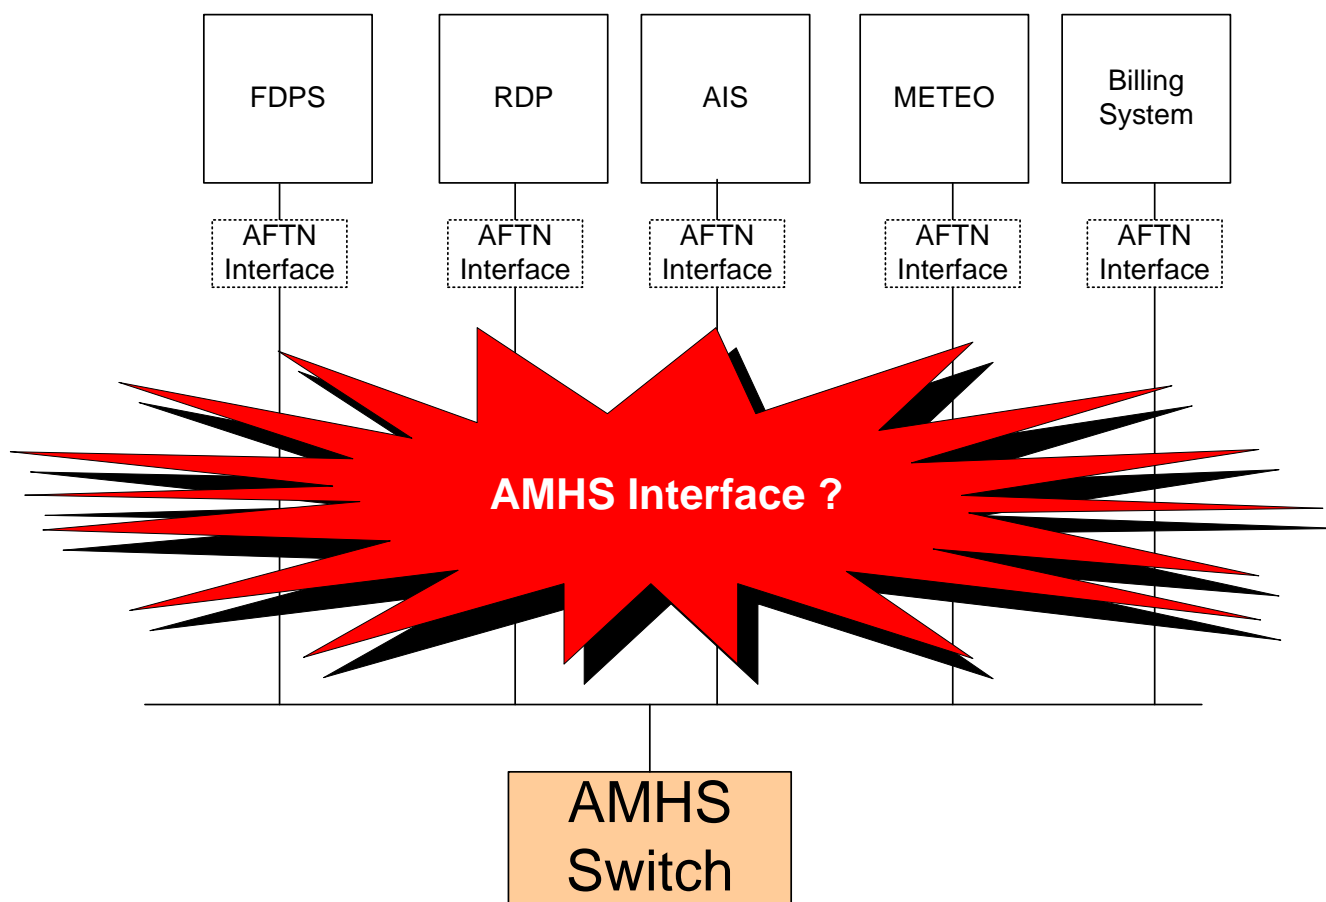 FDPS
RDP
AIS
METEO
Billing
System
AFTN
Interface
AFTN
Interface
AFTN
Interface
AFTN
Interface
AFTN
Interface
AMHS Interface ?
AMHS
Switch